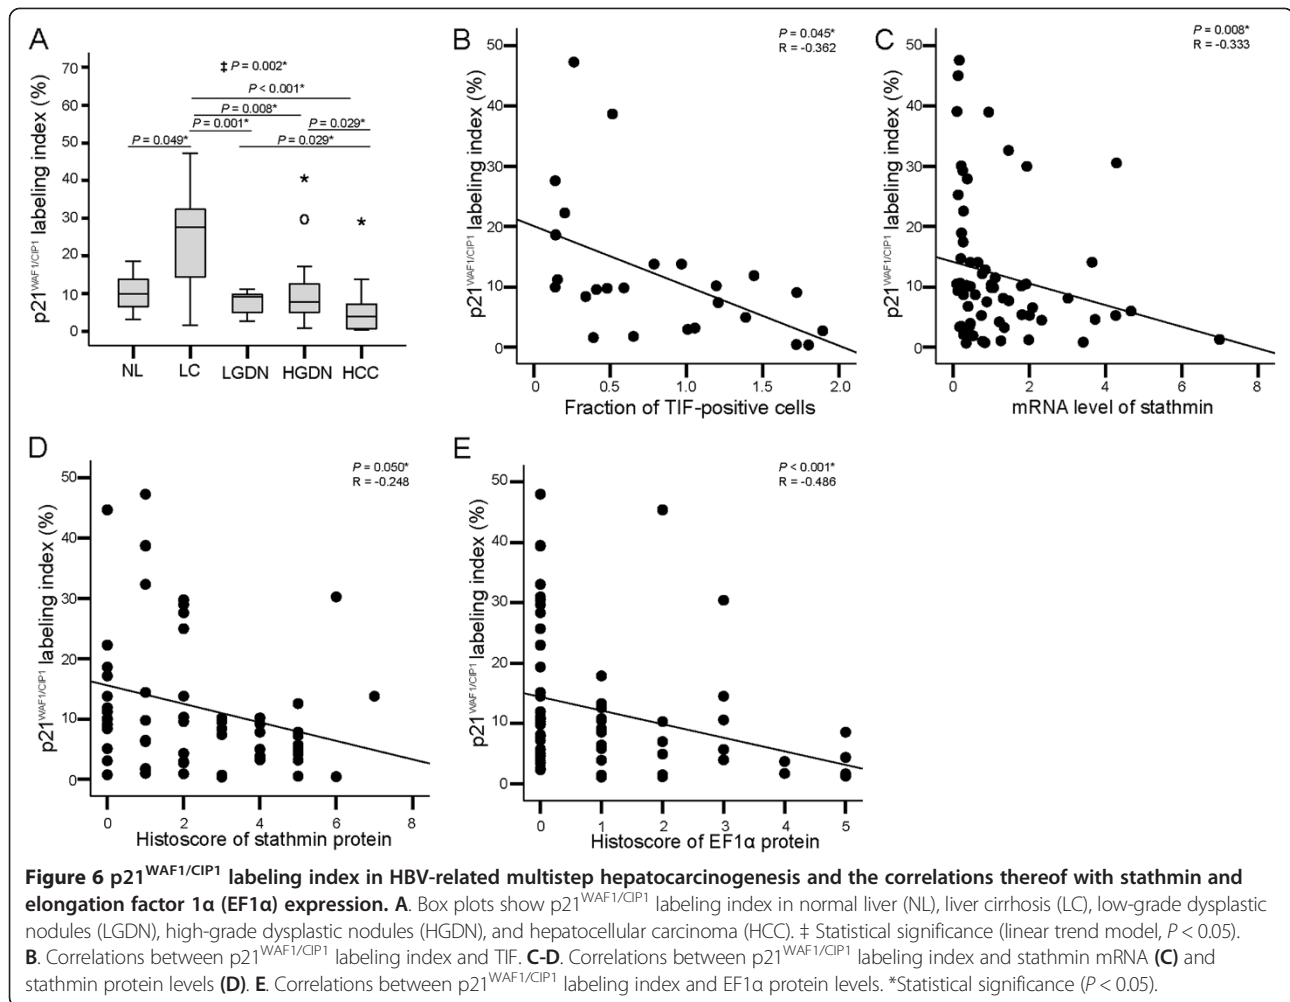 A
p21WAF1/CIP1 labeling index (%)
70
60
50
40
30
20
10
0
‡ P = 0.002*
P < 0.001*
P = 0.008*
P = 0.001*
P = 0.029*
P = 0.049*
P = 0.029*
NL LC LGDN HGDN HCC
B
P = 0.045*
R = -0.362
p21WAF1/CIP1 labeling index (%)
50
40
30
20
10
0
0 0.5 1.0 1.5 2.0
Fraction of TIF-positive cells
C
P = 0.008*
R = -0.333
p21WAF1/CIP1 labeling index (%)
50
40
30
20
10
0
0 2 4 6 8
mRNA level of stathmin
D
P = 0.050*
R = -0.248
p21WAF1/CIP1 labeling index (%)
50
40
30
20
10
0
0 2 4 6 8
Histoscore of stathmin protein
E
P < 0.001*
R = -0.486
p21WAF1/CIP1 labeling index (%)
50
40
30
20
10
0
0 1 2 3 4 5
Histoscore of EF1α protein
Figure 6 p21WAF1/CIP1 labeling index in HBV-related multistep hepatocarcinogenesis and the correlations thereof with stathmin and
elongation factor 1α (EF1α) expression. A. Box plots show p21WAF1/CIP1 labeling index in normal liver (NL), liver cirrhosis (LC), low-grade dysplastic
nodules (LGDN), high-grade dysplastic nodules (HGDN), and hepatocellular carcinoma (HCC). ‡ Statistical significance (linear trend model, P < 0.05).
B. Correlations between p21WAF1/CIP1 labeling index and TIF. C-D. Correlations between p21WAF1/CIP1 labeling index and stathmin mRNA (C) and
stathmin protein levels (D). E. Correlations between p21WAF1/CIP1 labeling index and EF1α protein levels. *Statistical significance (P < 0.05).